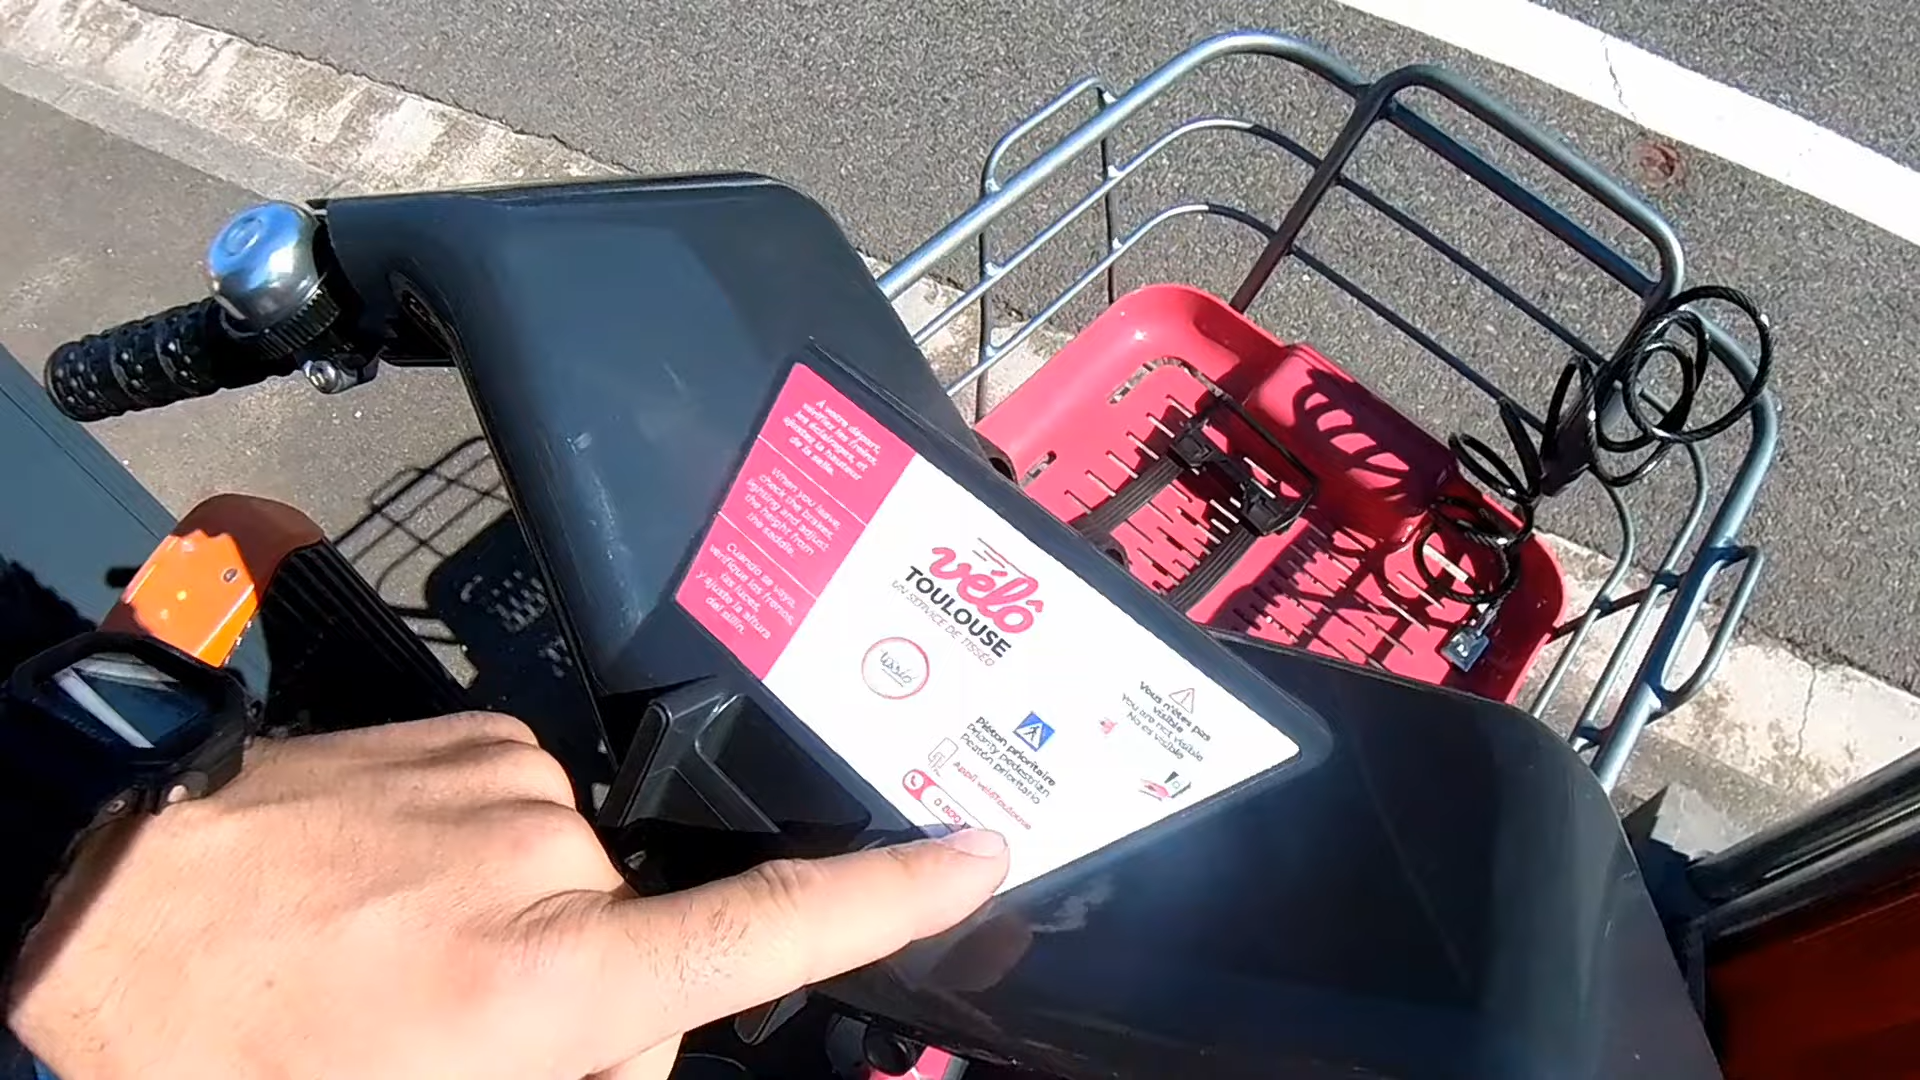 À votre départ,
vérifiez les freins,
les éclairages, et
ajustez la hauteur
de la selle.
When you leave,
check the brakes,
lighting and adjust
the height from
the saddle.
Cuando se vaya,
verifique los frenos,
las luces,
y ajuste la altura
del sillín.
vélô
TOULOUSE
UN SERVICE DE TISSÉO
tisséo
Piéton prioritaire
Priority pedestrian
Peatón prioritario
Appli vélôToulouse
0 800
Vous n'êtes pas
visible
You are not visible
No es visible